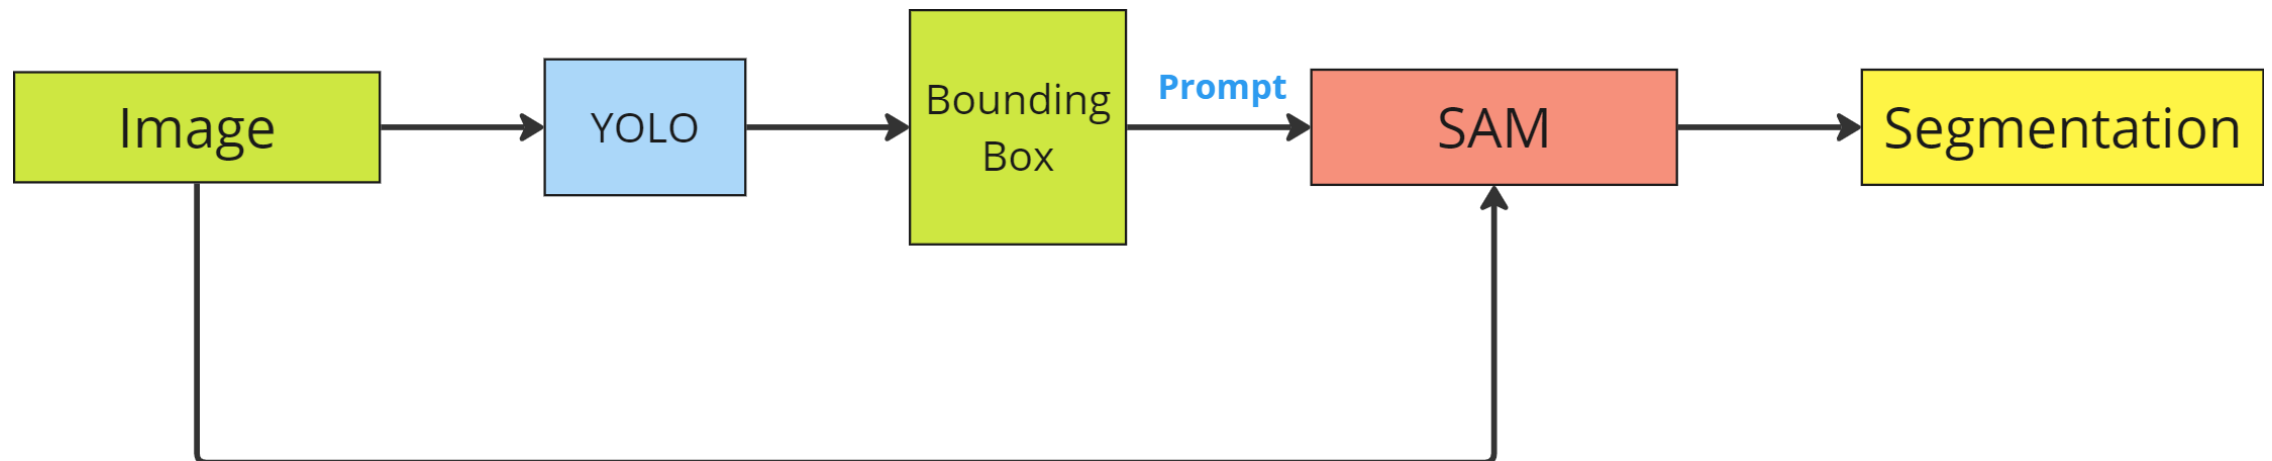 Image
YOLO
Bounding
Box
Prompt
SAM
Segmentation